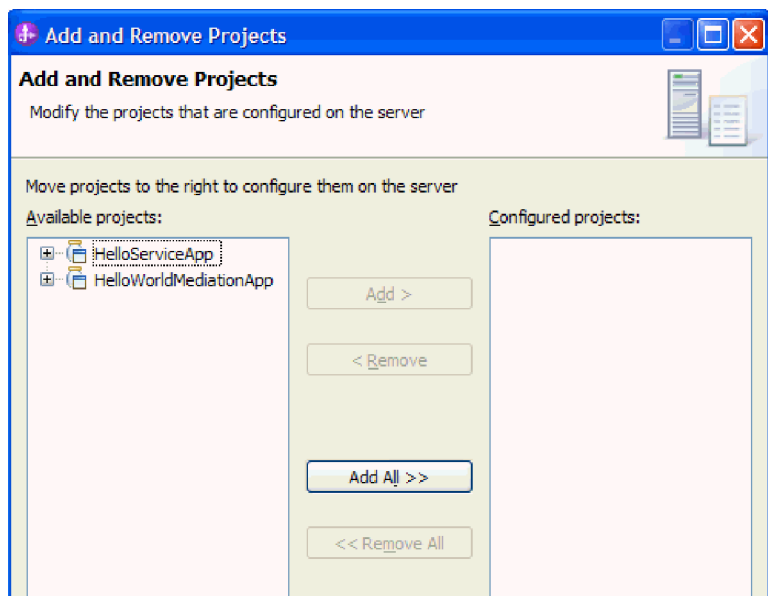 Add and Remove Projects
Add and Remove Projects
Modify the projects that are configured on the server
Move projects to the right to configure them on the server
Available projects:
Configured projects:
HelloServiceApp
HelloWorldMediationApp
Add >
< Remove
Add All >>
<< Remove All